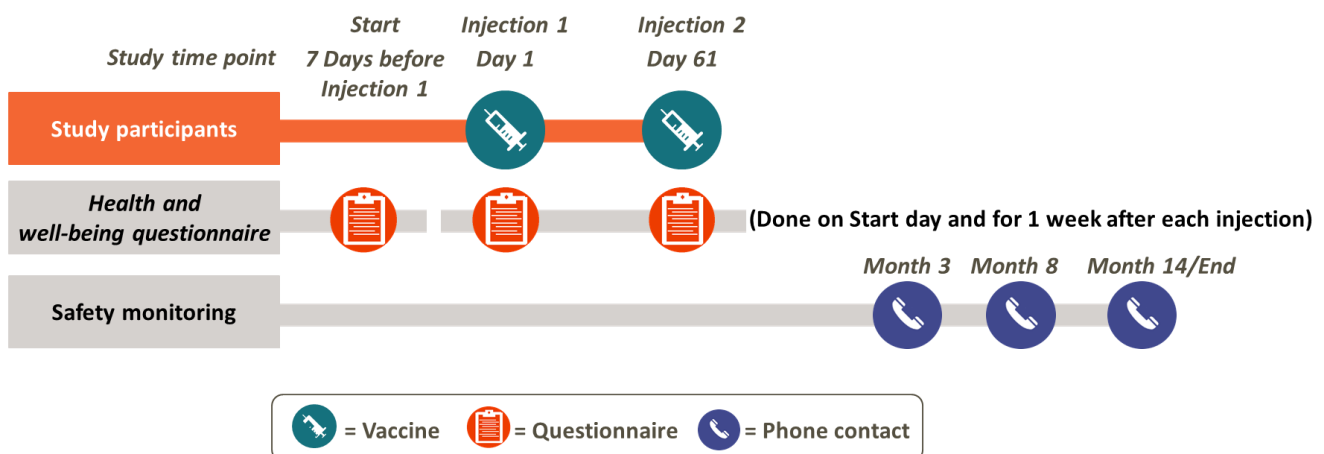 Start
Injection 1
Injection 2
Study time point
7 Days before
Day 1
Day 61
Injection 1
Study participants
Health and
well-being questionnaire
(Done on Start day and for 1 week after each injection)
Month 3
Month 8
Month 14/End
Safety monitoring
= Vaccine
= Questionnaire
= Phone contact